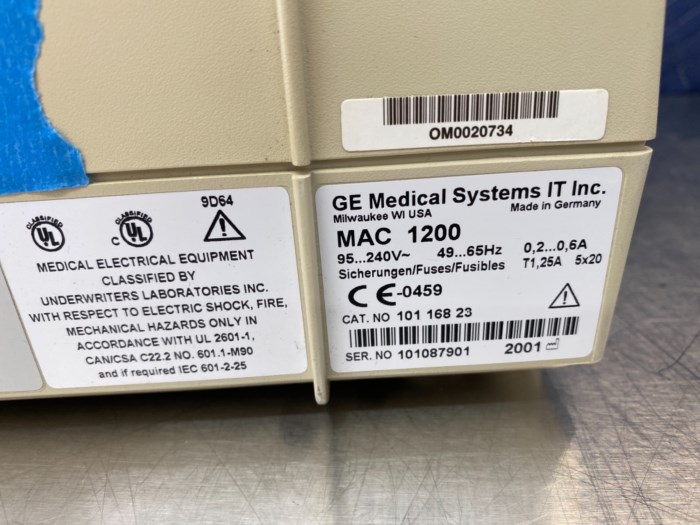 OM0020734
9D64
CLASSIFIED
UL
C
CLASSIFIED
UL
MEDICAL ELECTRICAL EQUIPMENT
CLASSIFIED BY
UNDERWRITERS LABORATORIES INC.
WITH RESPECT TO ELECTRIC SHOCK, FIRE,
MECHANICAL HAZARDS ONLY IN
ACCORDANCE WITH UL 2601-1,
CAN/CSA C22.2 NO. 601.1-M90
and if required IEC 601-2-25
GE Medical Systems IT Inc.
Milwaukee WI USA Made in Germany
MAC 1200
95...240V~ 49...65Hz 0,2...0,6A
Sicherungen/Fuses/Fusibles T1,25A 5x20
CE-0459
CAT. NO 101 168 23
SER. NO 101087901 2001